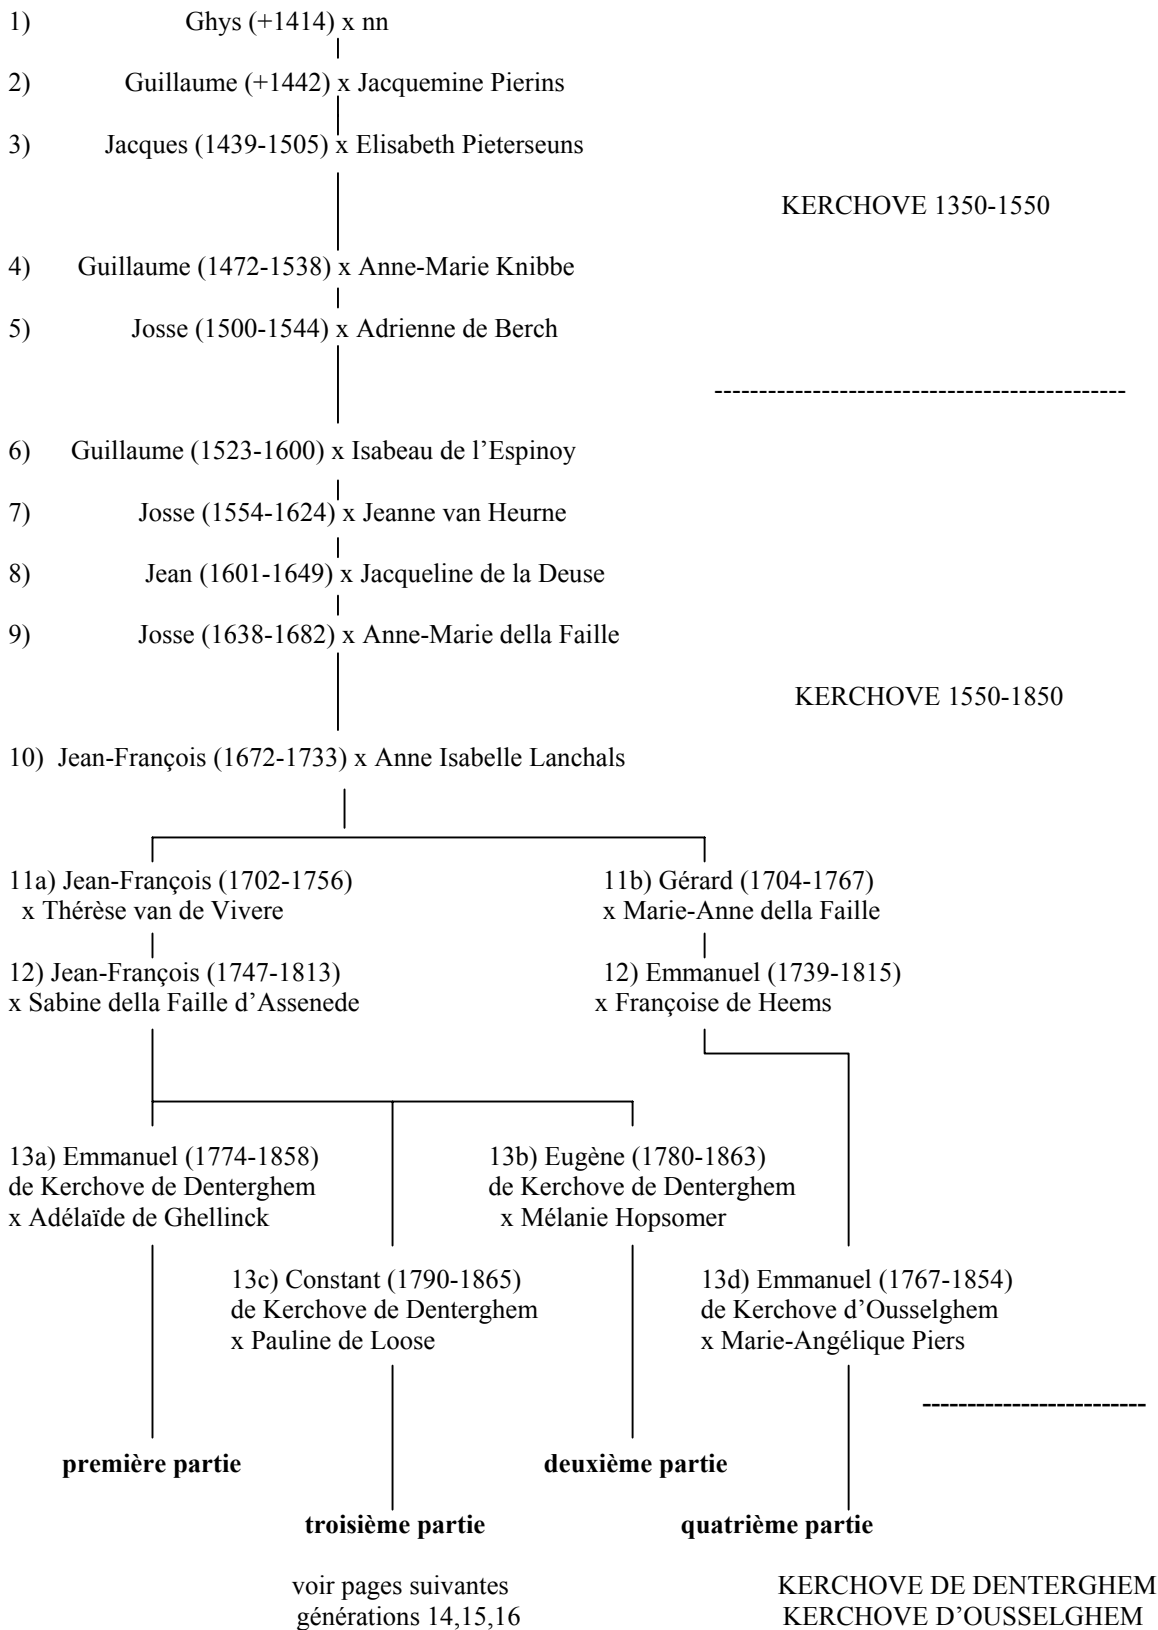 1) Ghys (+1414) x nn
2) Guillaume (+1442) x Jacquemine Pierins
3) Jacques (1439-1505) x Elisabeth Pieterseuns
KERCHOVE 1350-1550
4) Guillaume (1472-1538) x Anne-Marie Knibbe
5) Josse (1500-1544) x Adrienne de Berch
----------------------------------------------
6) Guillaume (1523-1600) x Isabeau de l’Espinoy
7) Josse (1554-1624) x Jeanne van Heurne
8) Jean (1601-1649) x Jacqueline de la Deuse
9) Josse (1638-1682) x Anne-Marie della Faille
KERCHOVE 1550-1850
10) Jean-François (1672-1733) x Anne Isabelle Lanchals
11a) Jean-François (1702-1756)
x Thérèse van de Vivere
11b) Gérard (1704-1767)
x Marie-Anne della Faille
12) Jean-François (1747-1813)
x Sabine della Faille d’Assenede
12) Emmanuel (1739-1815)
x Françoise de Heems
13a) Emmanuel (1774-1858)
de Kerchove de Denterghem
x Adélaïde de Ghellinck
13b) Eugène (1780-1863)
de Kerchove de Denterghem
x Mélanie Hopsomer
13c) Constant (1790-1865)
de Kerchove de Denterghem
x Pauline de Loose
13d) Emmanuel (1767-1854)
de Kerchove d’Ousselghem
x Marie-Angélique Piers
-------------------------
première partie
deuxième partie
troisième partie
quatrième partie
voir pages suivantes
générations 14,15,16
KERCHOVE DE DENTERGHEM
KERCHOVE D’OUSSELGHEM